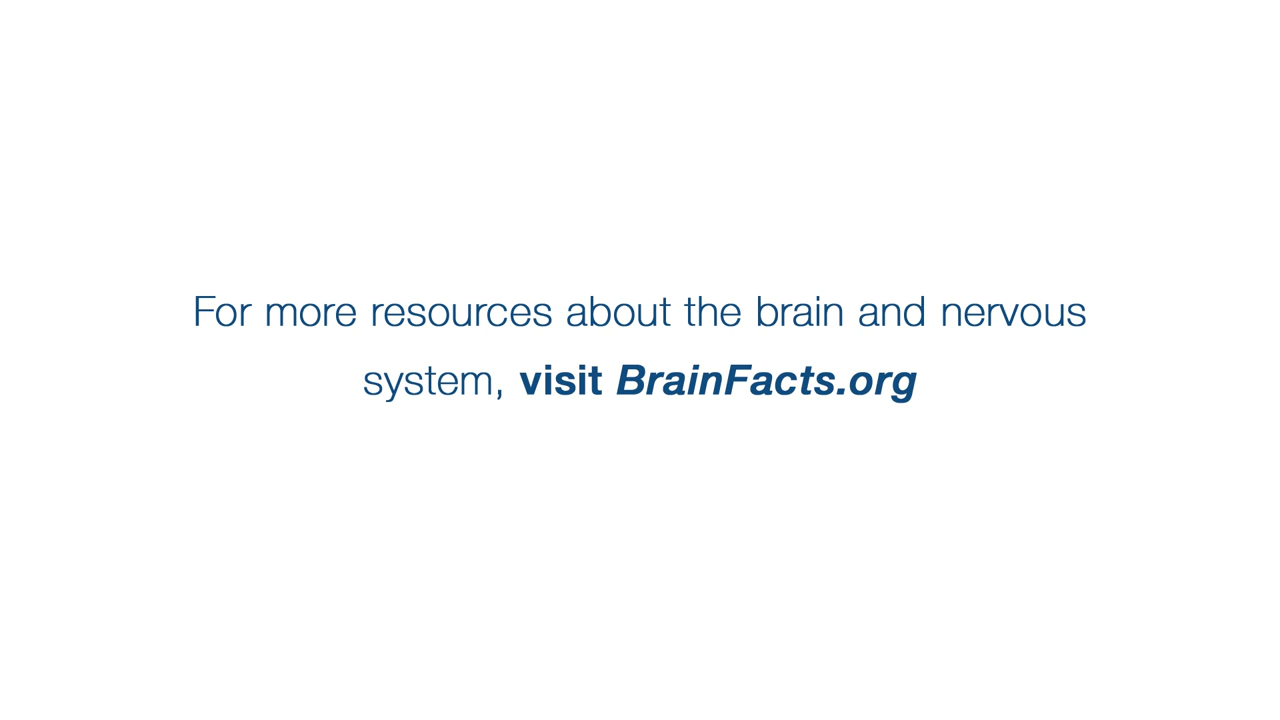 For more resources about the brain and nervous
system, visit BrainFacts.org